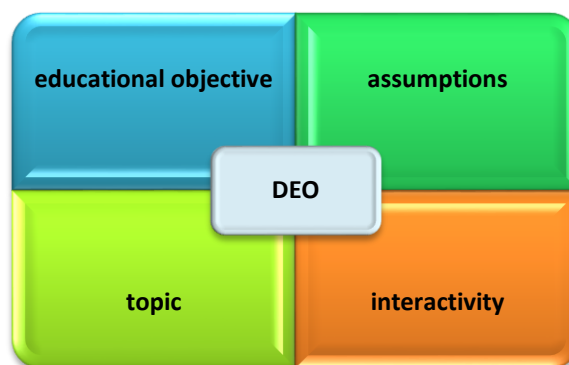 educational objective
assumptions
DEO
topic
interactivity